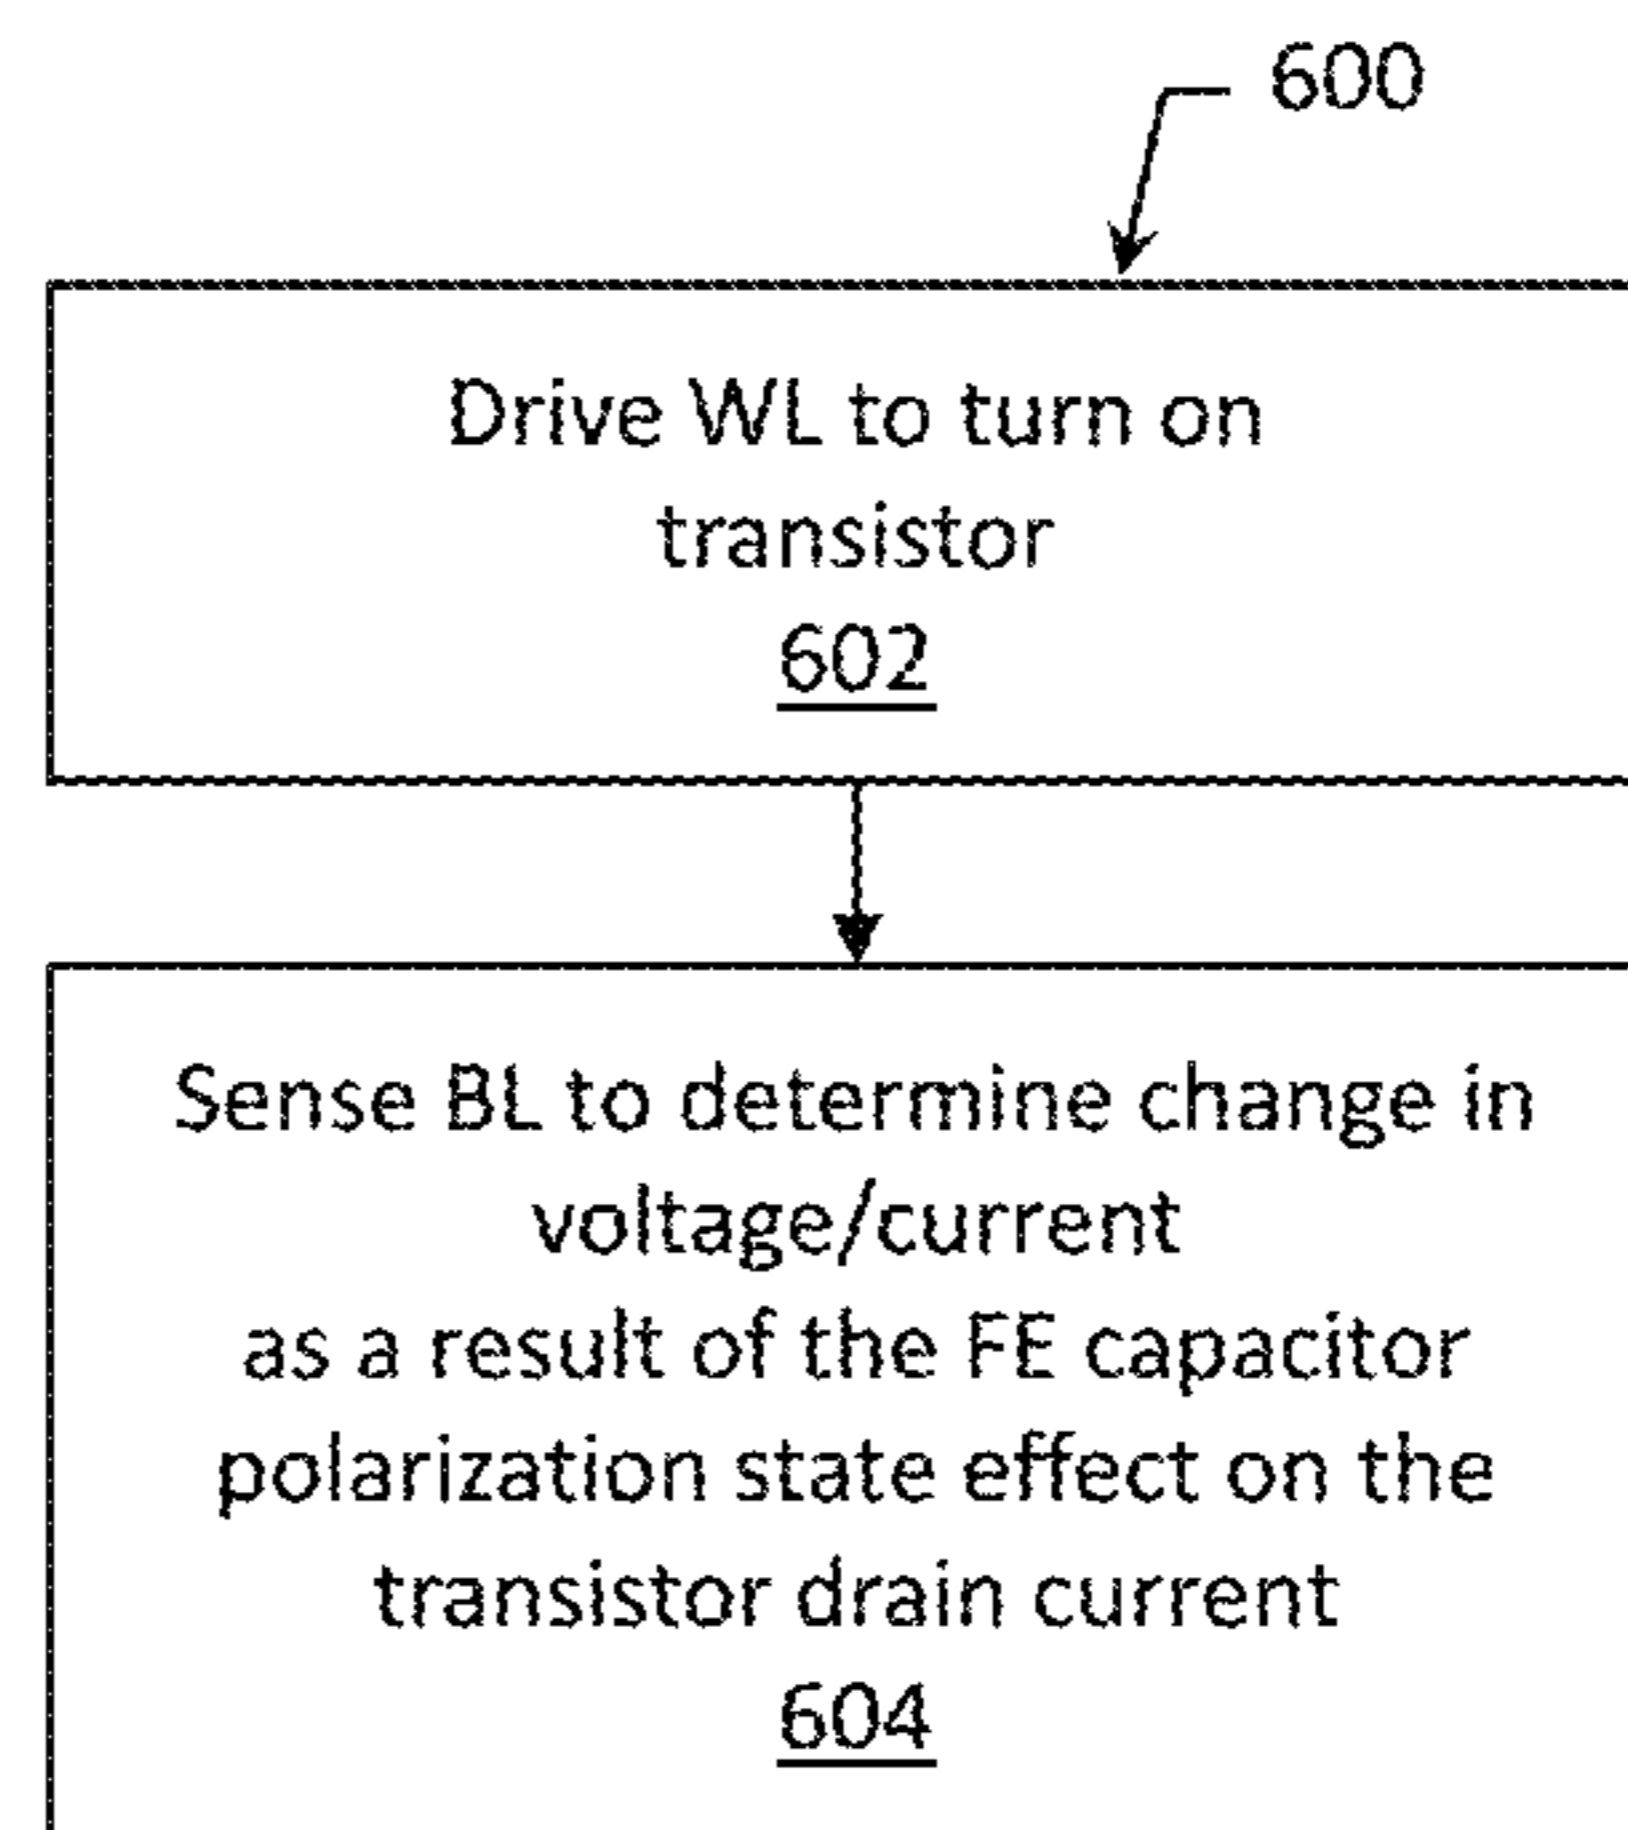 600
Drive WL to turn on
transistor
602
Sense BL to determine change in
voltage/current
as a result of the FE capacitor
polarization state effect on the
transistor drain current
604